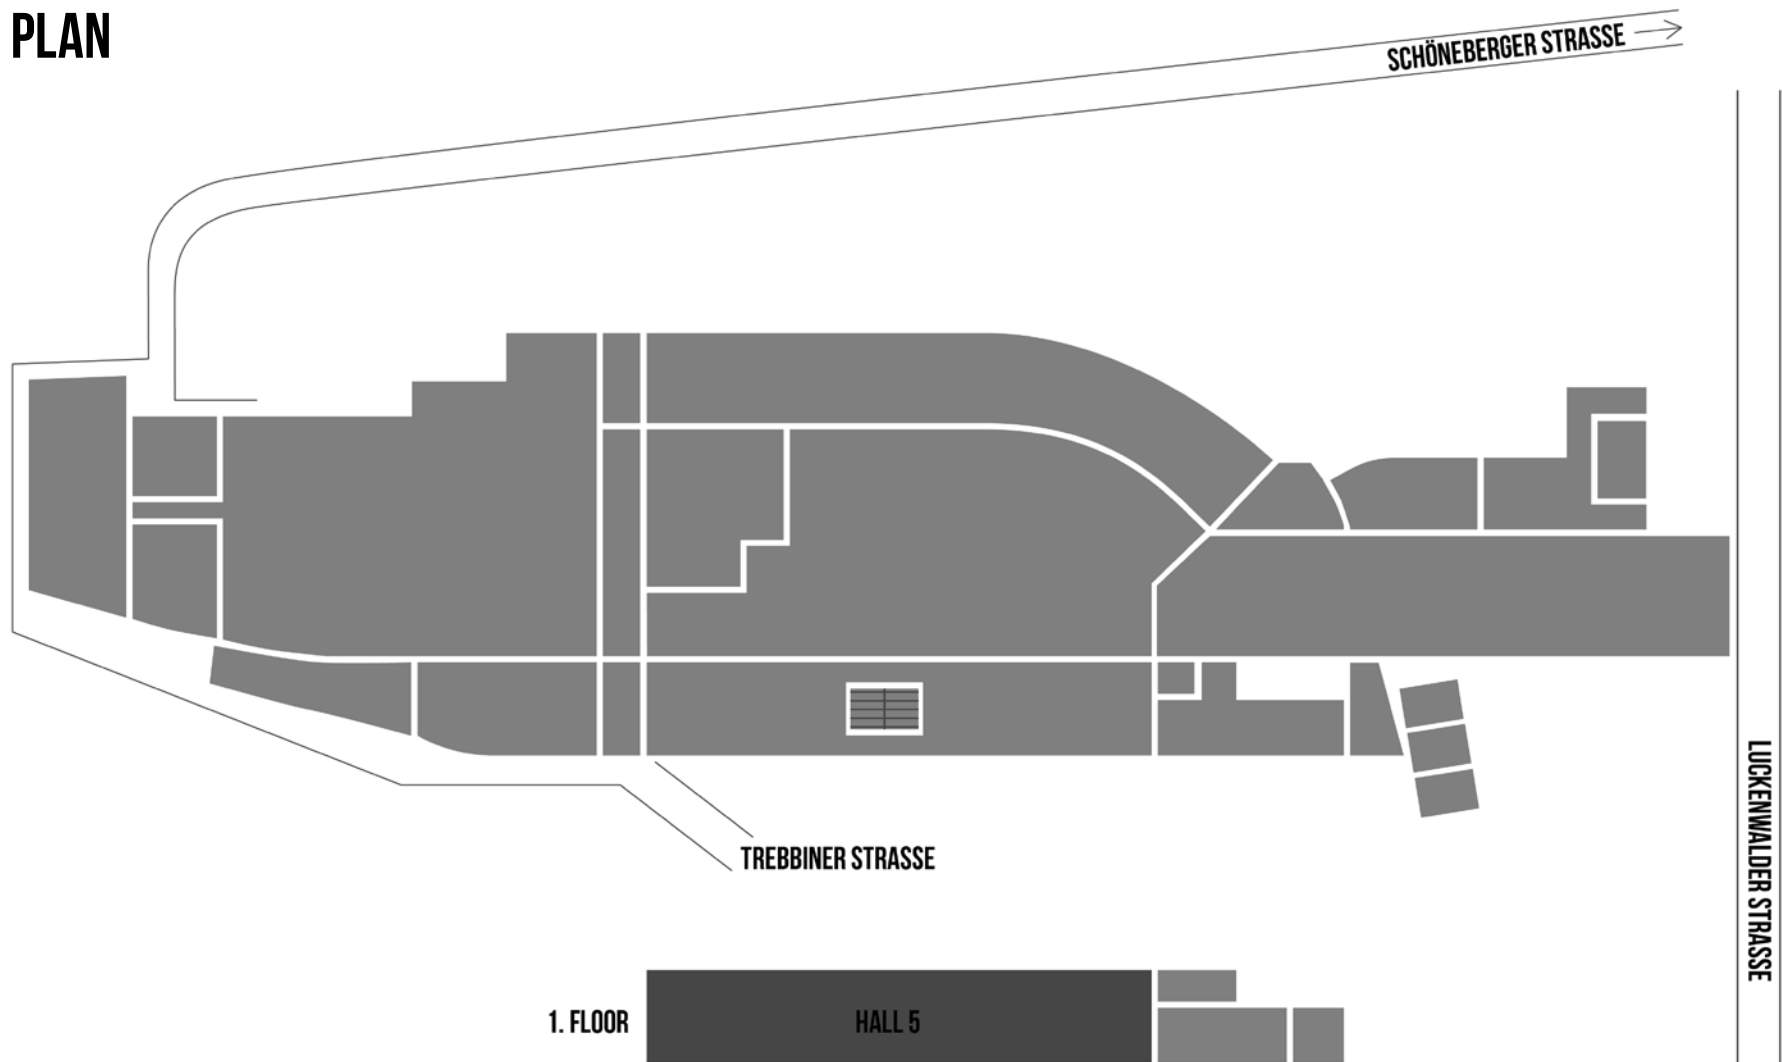 PLAN
SCHÖNEBERGER STRASSE
TREBBINER STRASSE
LUCKENWALDER STRASSE
1. FLOOR
HALL 5